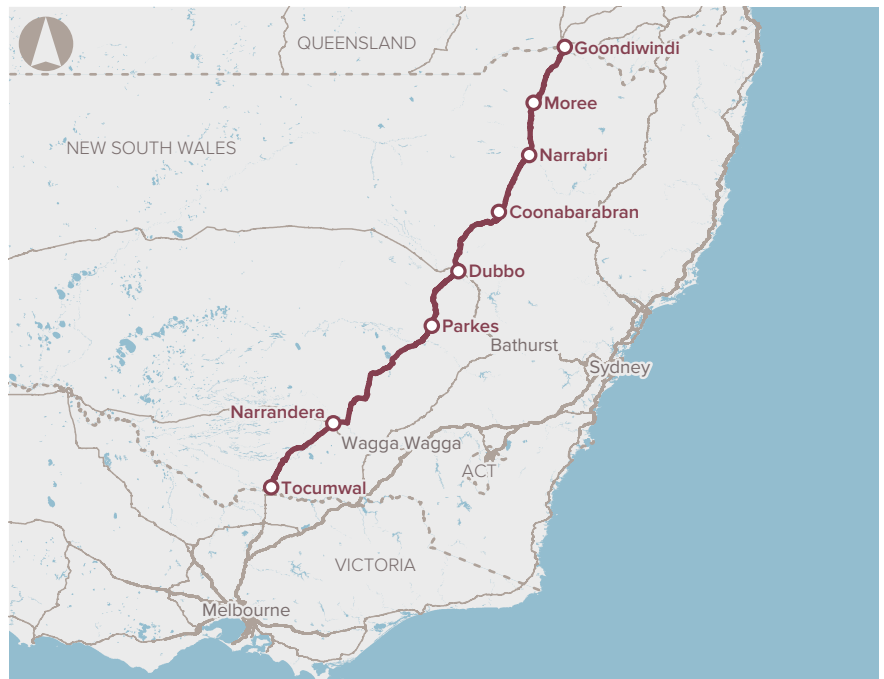 QUEENSLAND
Goondiwindi
Moree
NEW SOUTH WALES
Narrabri
Coonabarabran
Dubbo
Parkes
Bathurst
Sydney
Narrandera
Wagga Wagga
ACT
Tocumwal
VICTORIA
Melbourne